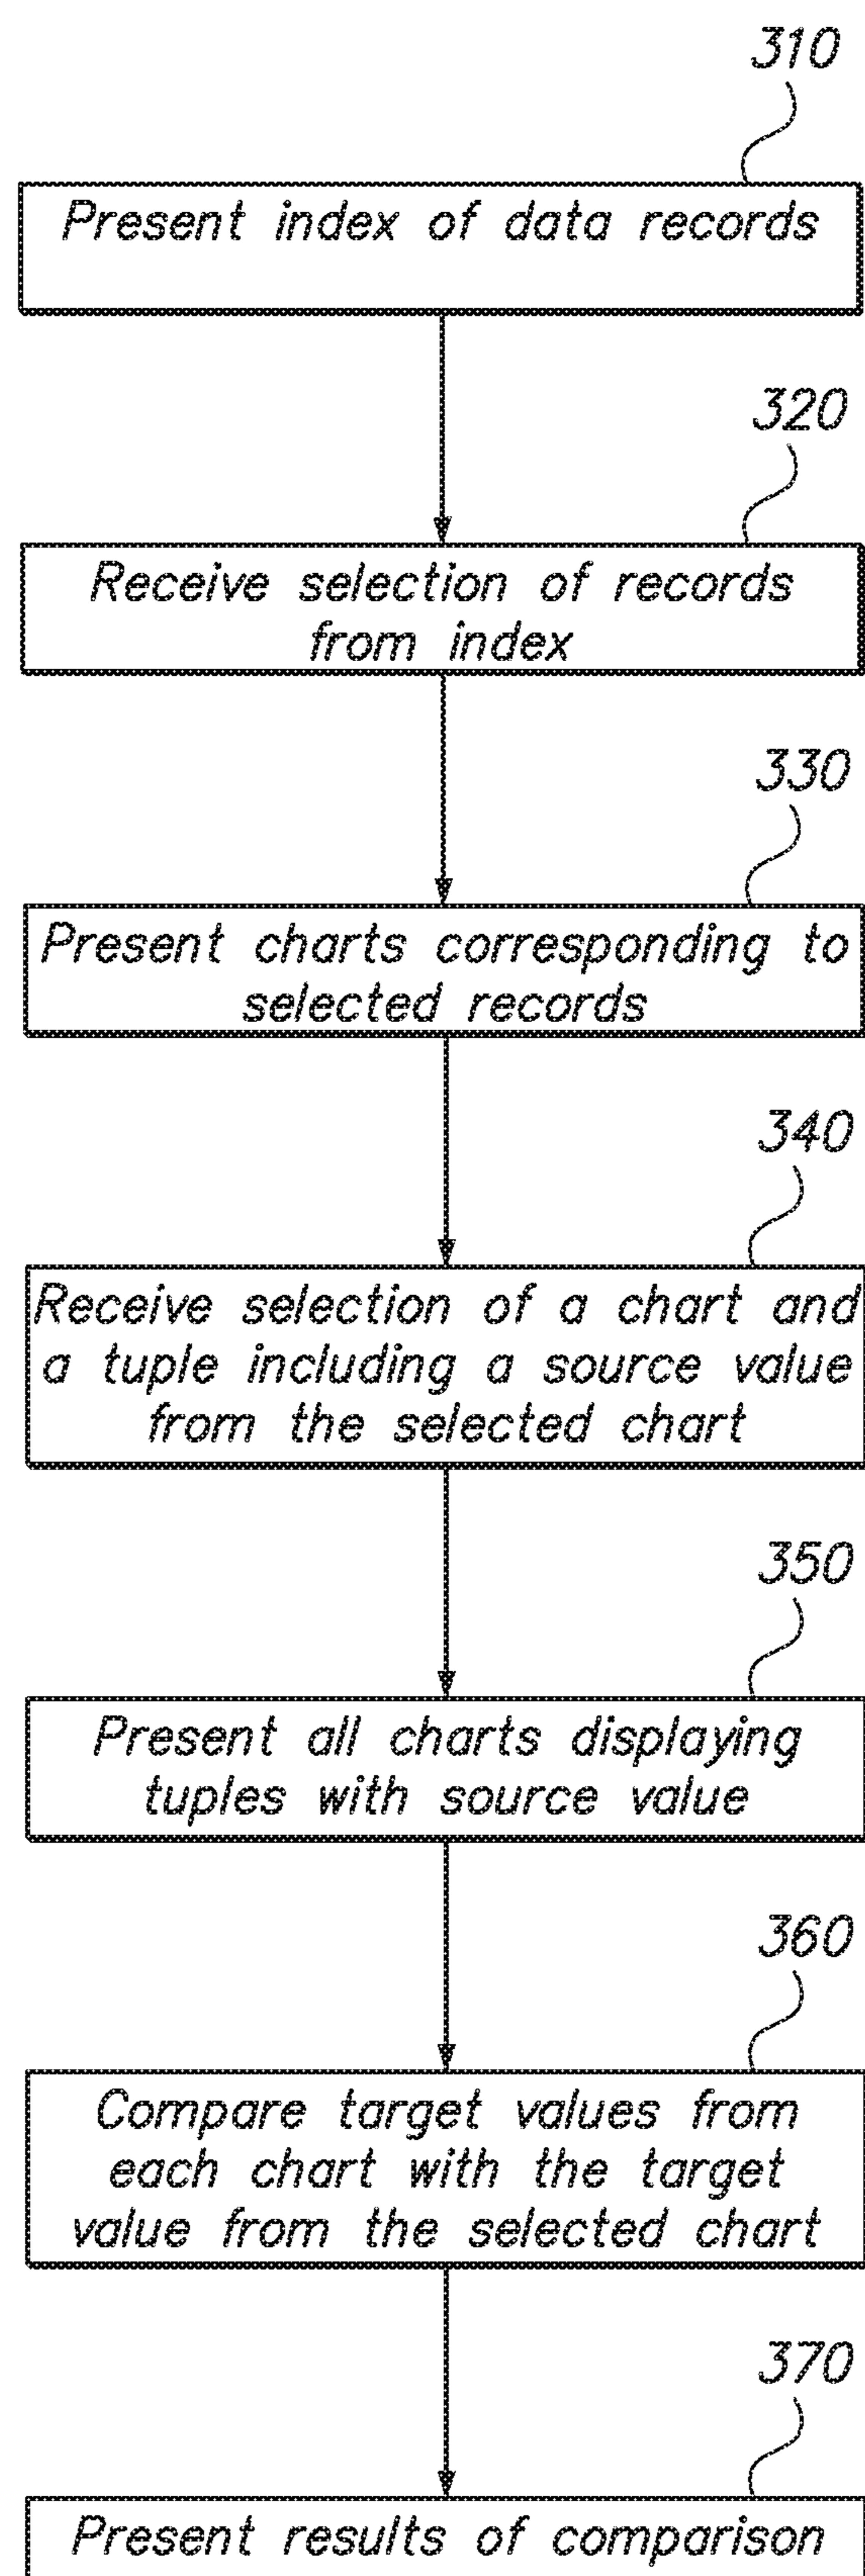 310
Present index of data records
320
Receive selection of records
from index
330
Present charts corresponding to
selected records
340
Receive selection of a chart and
a tuple including a source value
from the selected chart
350
Present all charts displaying
tuples with source value
360
Compare target values from
each chart with the target
value from the selected chart
370
Present results of comparison